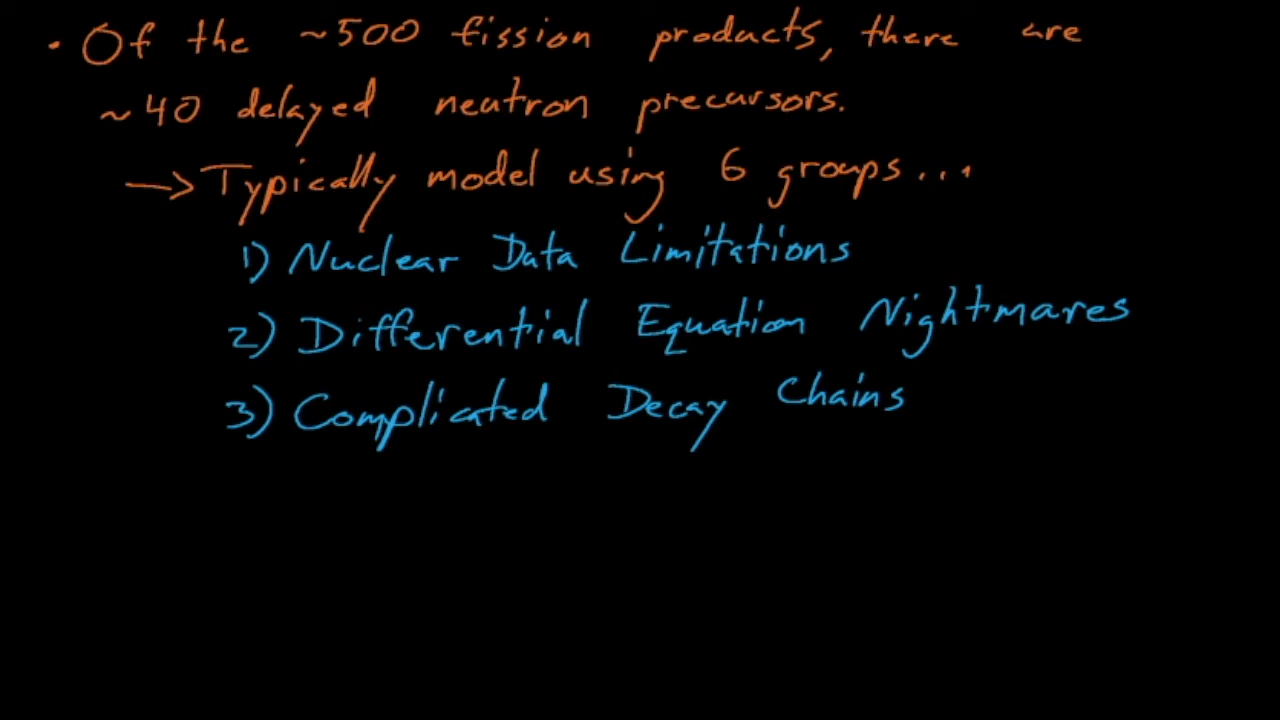 • Of the ~500 fission products, there are
~40 delayed neutron precursors.
→ Typically model using 6 groups...
1) Nuclear Data Limitations
2) Differential Equation Nightmares
3) Complicated Decay Chains